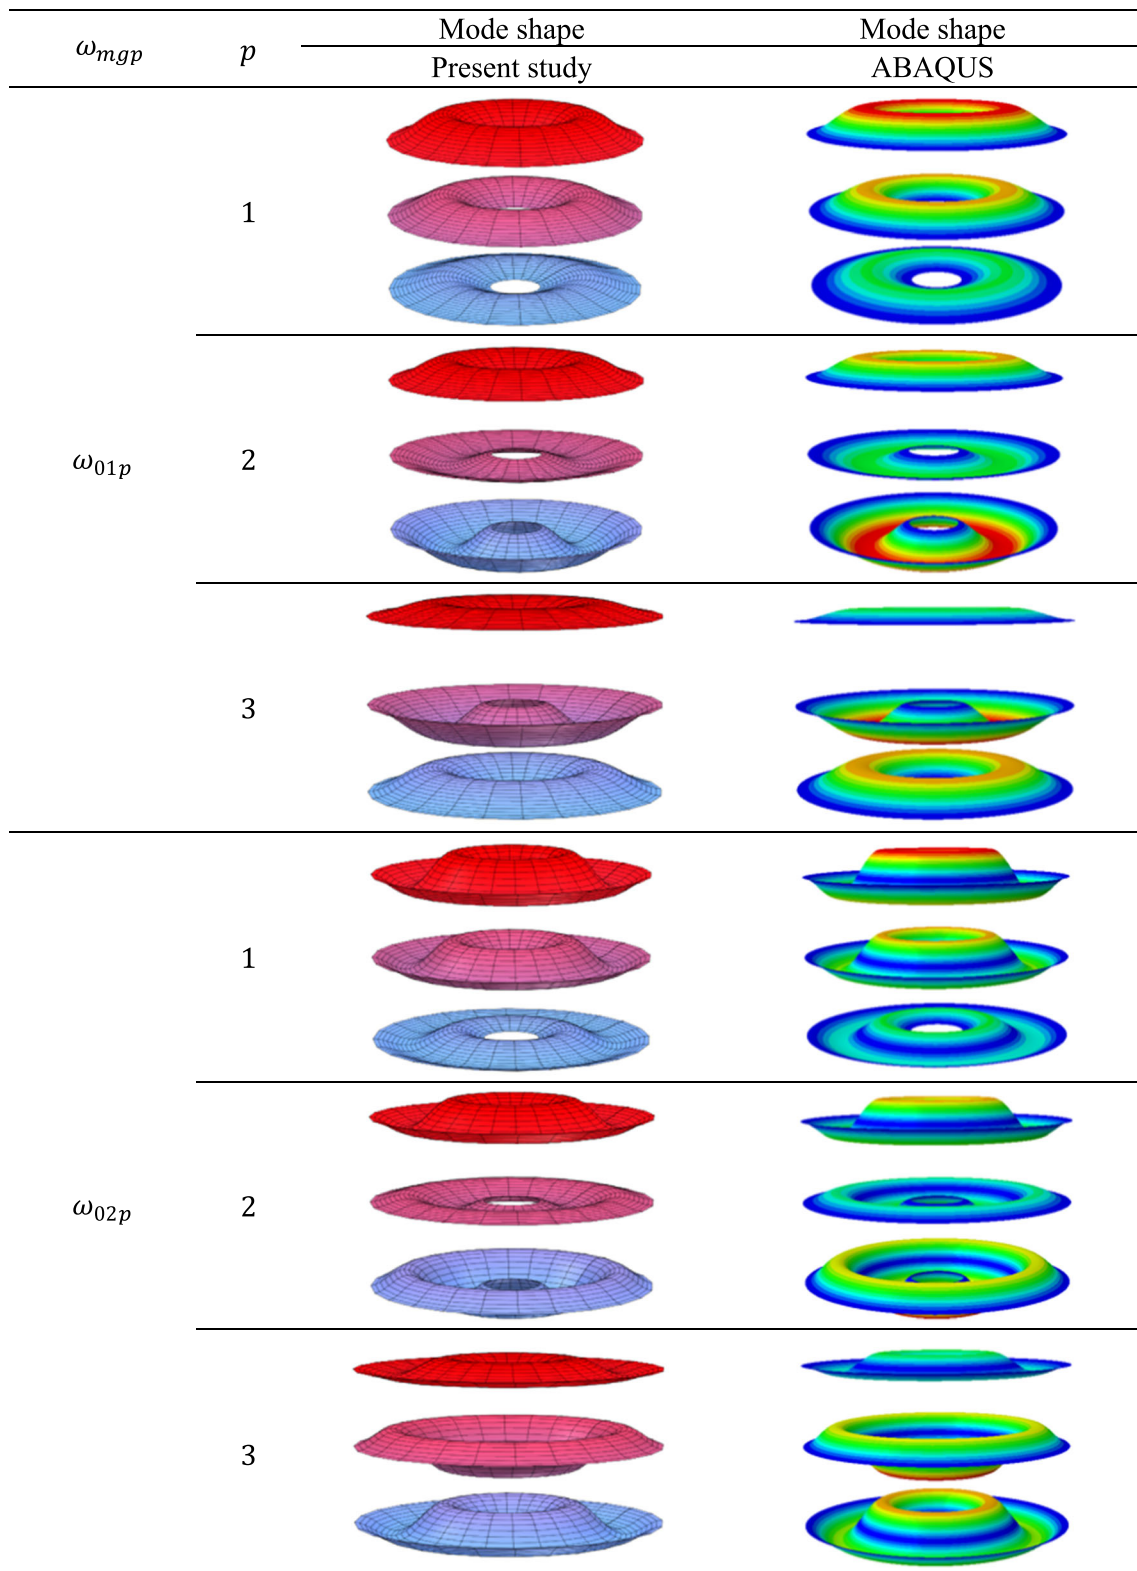 ω_mgp p Mode shape Mode shape
Present study ABAQUS
1
ω_01p 2
3
1
ω_02p 2
3